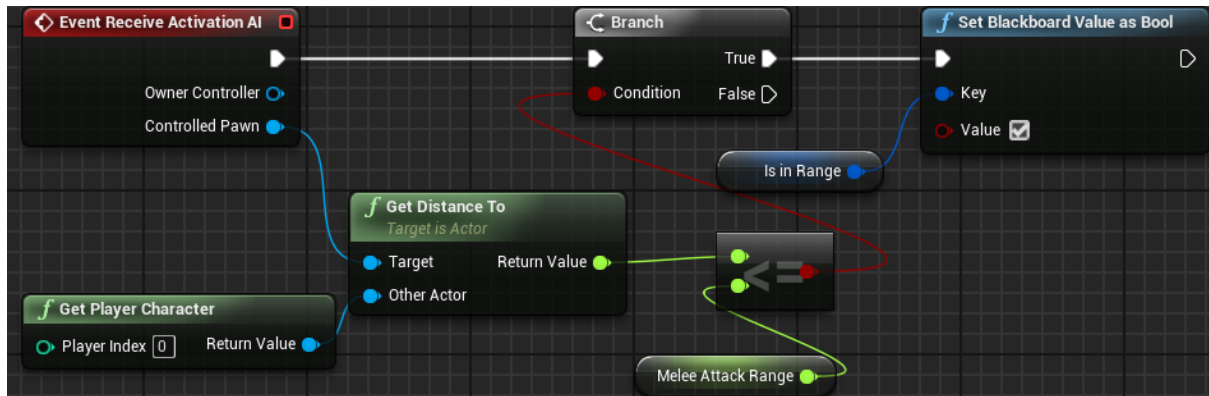 Event Receive Activation AI
Owner Controller
Controlled Pawn
Branch
True
Condition
False
f Set Blackboard Value as Bool
Key
Value
Is in Range
f Get Distance To
Target is Actor
Target
Return Value
Other Actor
<=
f Get Player Character
Player Index 0
Return Value
Melee Attack Range